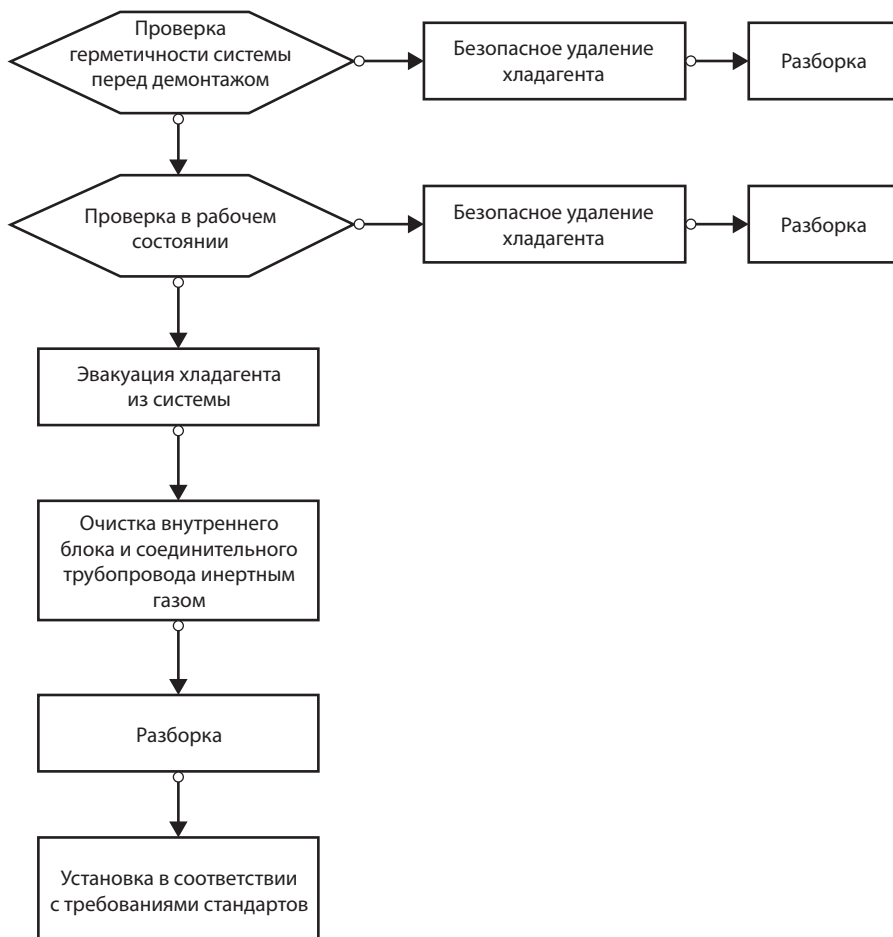 Проверка
герметичности системы
перед демонтажом
Безопасное удаление
хладагента
Разборка
Проверка в рабочем
состоянии
Безопасное удаление
хладагента
Разборка
Эвакуация хладагента
из системы
Очистка внутреннего
блока и соединительного
трубопровода инертным
газом
Разборка
Установка в соответствии
с требованиями стандартов